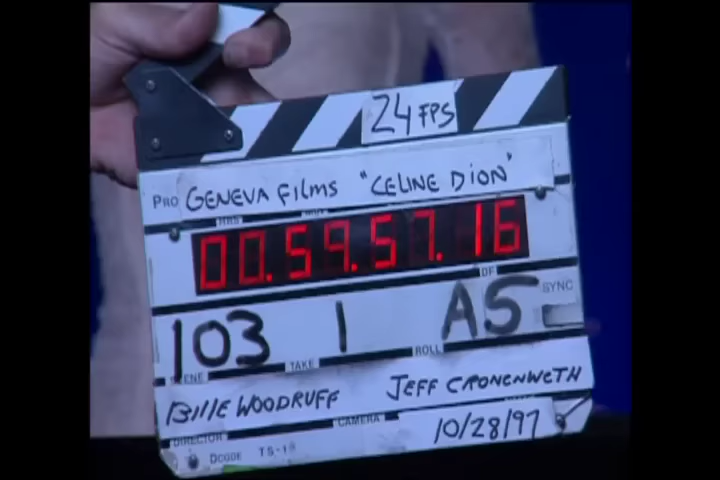 24 FPS
PRO GENEVA FILMS "CELINE DION"
00.59.57.16
DF
SYNC
103 1 A5
SCENE TAKE ROLL
BILLE WOODRUFF JEFF CRONENWETH
DIRECTOR CAMERA
10/28/97
DCODE TS-1